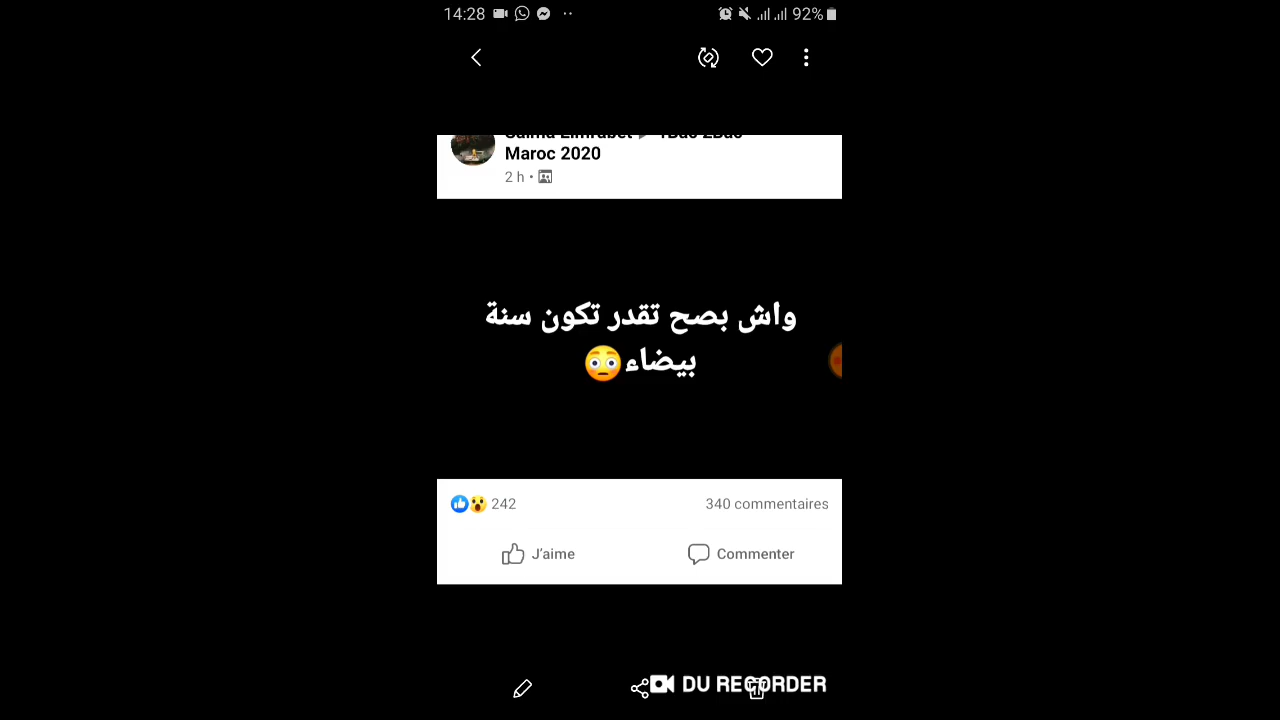 14:28
92%
Maroc 2020
2 h •
واش بصح تقدر تكون سنة
بيضاء😳
242
340 commentaires
J'aime
Commenter
DU RECORDER